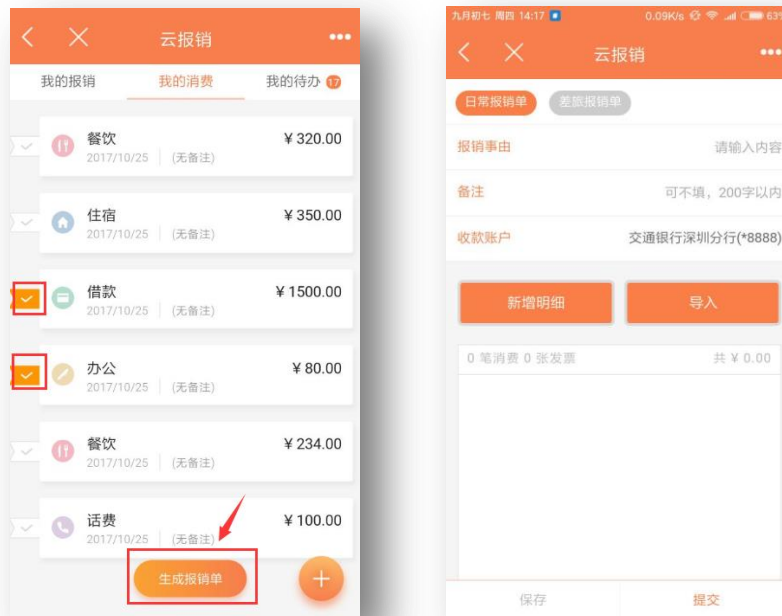 云报销
我的报销 我的消费 我的待办 17
餐饮 ¥ 320.00
2017/10/25 (无备注)
住宿 ¥ 350.00
2017/10/25 (无备注)
借款 ¥ 1500.00
2017/10/25 (无备注)
办公 ¥ 80.00
2017/10/25 (无备注)
餐饮 ¥ 234.00
2017/10/25 (无备注)
话费 ¥ 100.00
2017/10/25 (无备注)
生成报销单
九月初七 周四 14:17 0.09K/s 63%
云报销
日常报销单 差旅报销单
报销事由 请输入内容
备注 可不填，200字以内
收款账户 交通银行深圳分行(*8888)
新增明细 导入
0 笔消费 0 张发票 共 ¥ 0.00
保存 提交